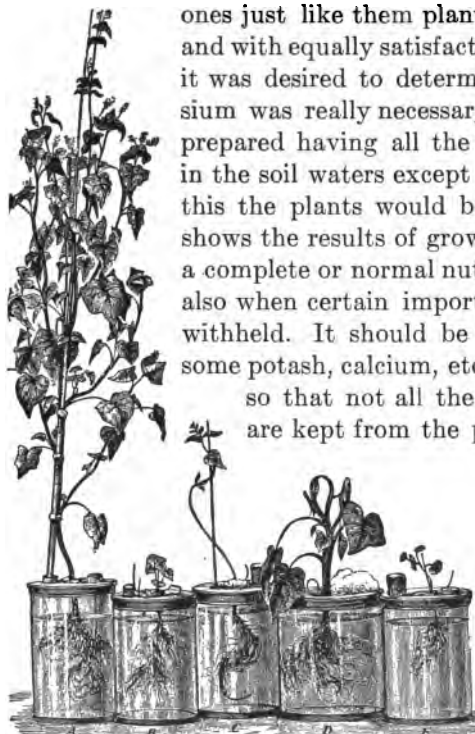 ones just like them plan
and with equally satisfact
it was desired to determ
sium was really necessar
prepared having all the
in the soil waters except
this the plants would b
shows the results of grow
a complete or normal nut
also when certain impor
withheld. It should be
some potash, calcium, etc
so that not all the
are kept from the p
A B C D